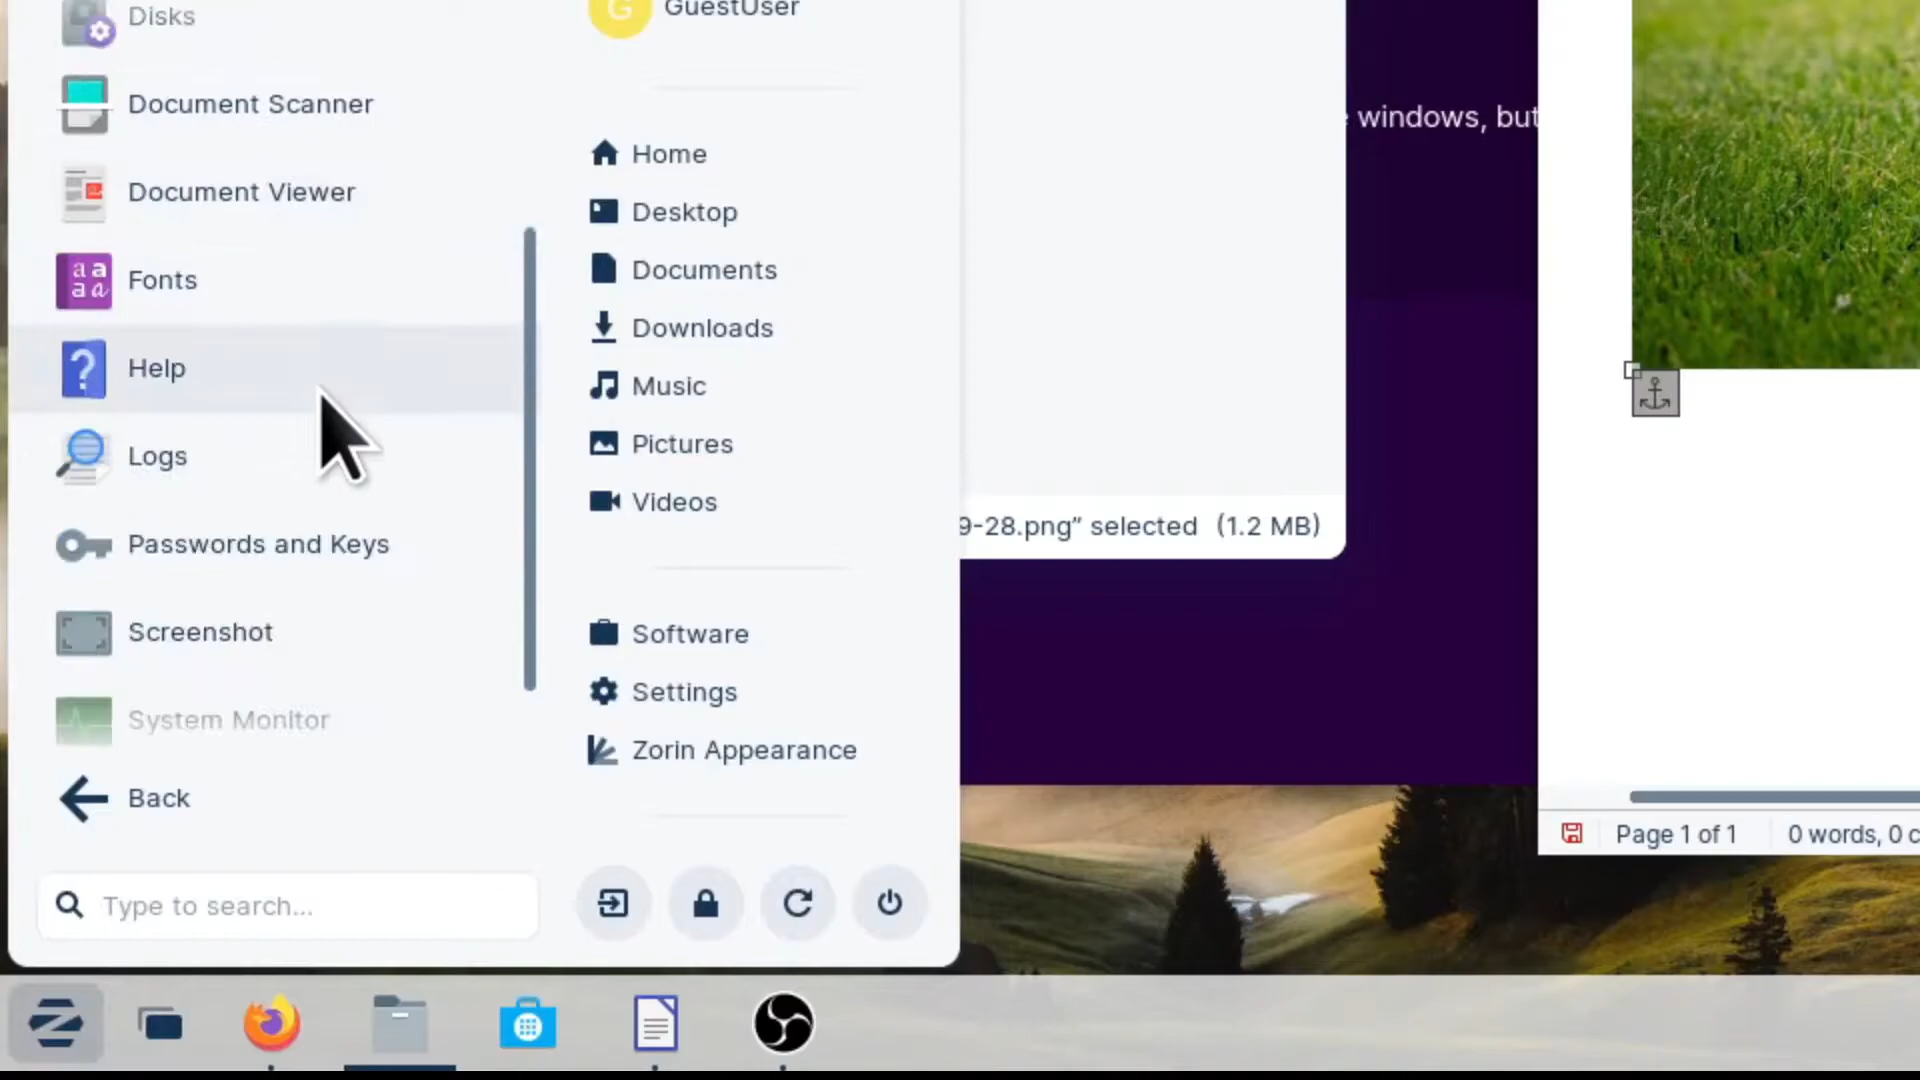 Disks
Document Scanner
Document Viewer
Fonts
Help
Logs
Passwords and Keys
Screenshot
System Monitor
Back
Type to search...
G GuestUser
Home
Desktop
Documents
Downloads
Music
Pictures
Videos
Software
Settings
Zorin Appearance
windows, but
9-28.png” selected (1.2 MB)
Page 1 of 1
0 words, 0 c